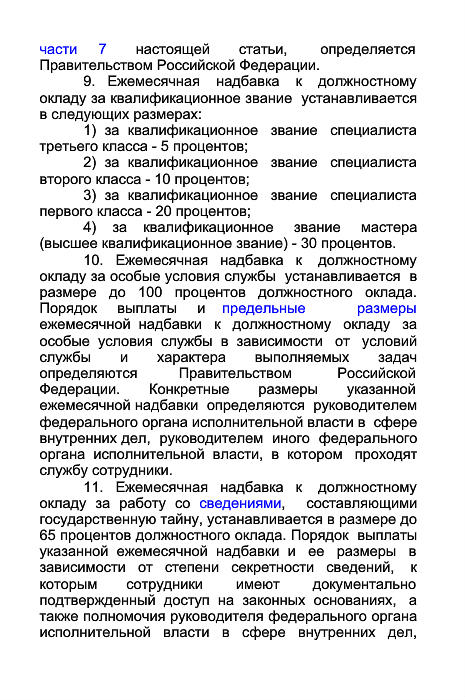 части 7 настоящей статьи, определяется
Правительством Российской Федерации.
9. Ежемесячная надбавка к должностному
окладу за квалификационное звание устанавливается
в следующих размерах:
1) за квалификационное звание специалиста
третьего класса - 5 процентов;
2) за квалификационное звание специалиста
второго класса - 10 процентов;
3) за квалификационное звание специалиста
первого класса - 20 процентов;
4) за квалификационное звание мастера
(высшее квалификационное звание) - 30 процентов.
10. Ежемесячная надбавка к должностному
окладу за особые условия службы устанавливается в
размере до 100 процентов должностного оклада.
Порядок выплаты и предельные размеры
ежемесячной надбавки к должностному окладу за
особые условия службы в зависимости от условий
службы и характера выполняемых задач
определяются Правительством Российской
Федерации. Конкретные размеры указанной
ежемесячной надбавки определяются руководителем
федерального органа исполнительной власти в сфере
внутренних дел, руководителем иного федерального
органа исполнительной власти, в котором проходят
службу сотрудники.
11. Ежемесячная надбавка к должностному
окладу за работу со сведениями, составляющими
государственную тайну, устанавливается в размере до
65 процентов должностного оклада. Порядок выплаты
указанной ежемесячной надбавки и ее размеры в
зависимости от степени секретности сведений, к
которым сотрудники имеют документально
подтвержденный доступ на законных основаниях, а
также полномочия руководителя федерального органа
исполнительной власти в сфере внутренних дел,